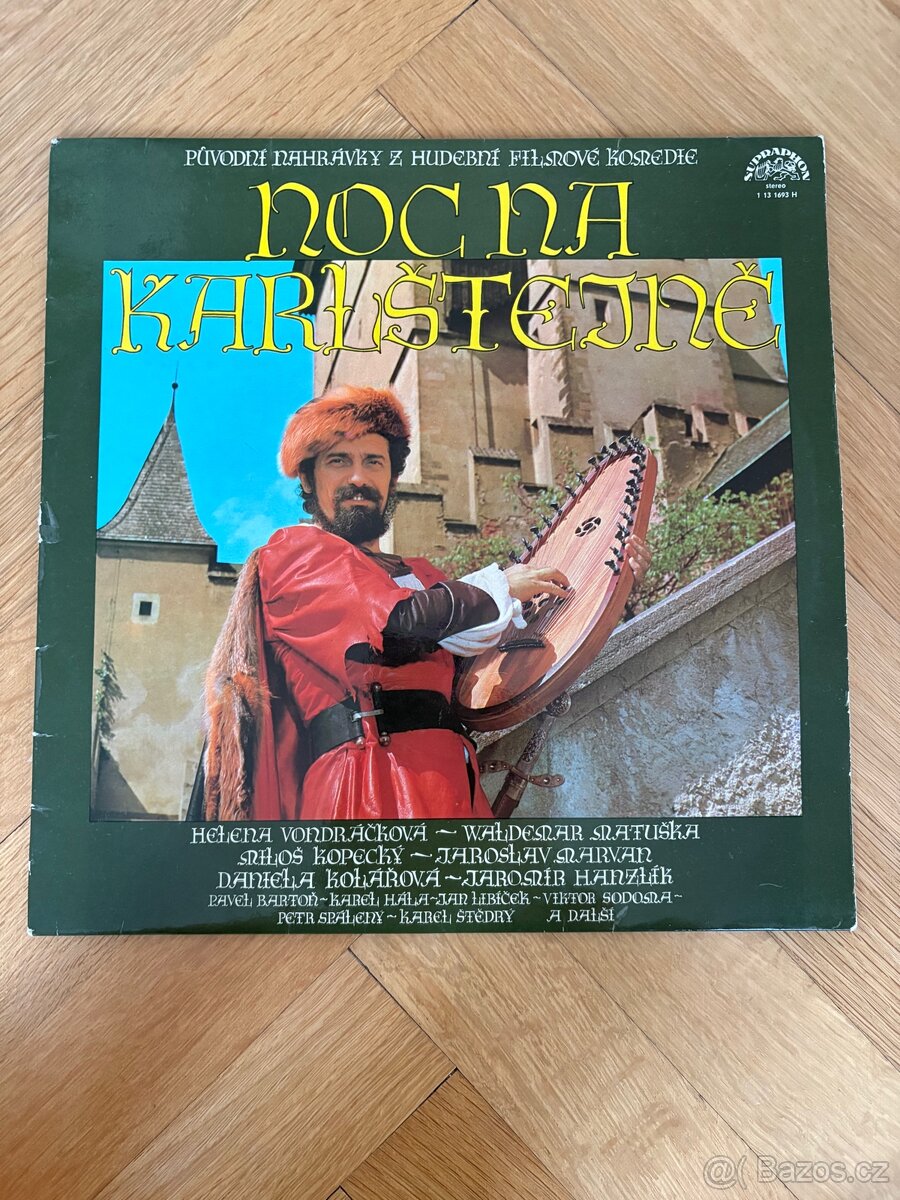 PŮVODNÍ NAHRÁVKY Z HUDEBNÍ FILMOVÉ KOMEDIE
SUPRAPHON
stereo
1 13 1693 H
NOC NA
KARLŠTEJNĚ
HELENA VONDRÁČKOVÁ – WALDEMAR MATUŠKA
MILOŠ KOPECKÝ – JAROSLAV MARVAN
DANIELA KOLÁŘOVÁ – JAROMÍR HANZLÍK
PAVEL BARTOŇ – KAREL HÁLA – JAN LIBÍČEK – VIKTOR SODOMA –
PETR SPÁLENÝ – KAREL ŠTĚDRÝ A DALŠÍ
Bazos.cz